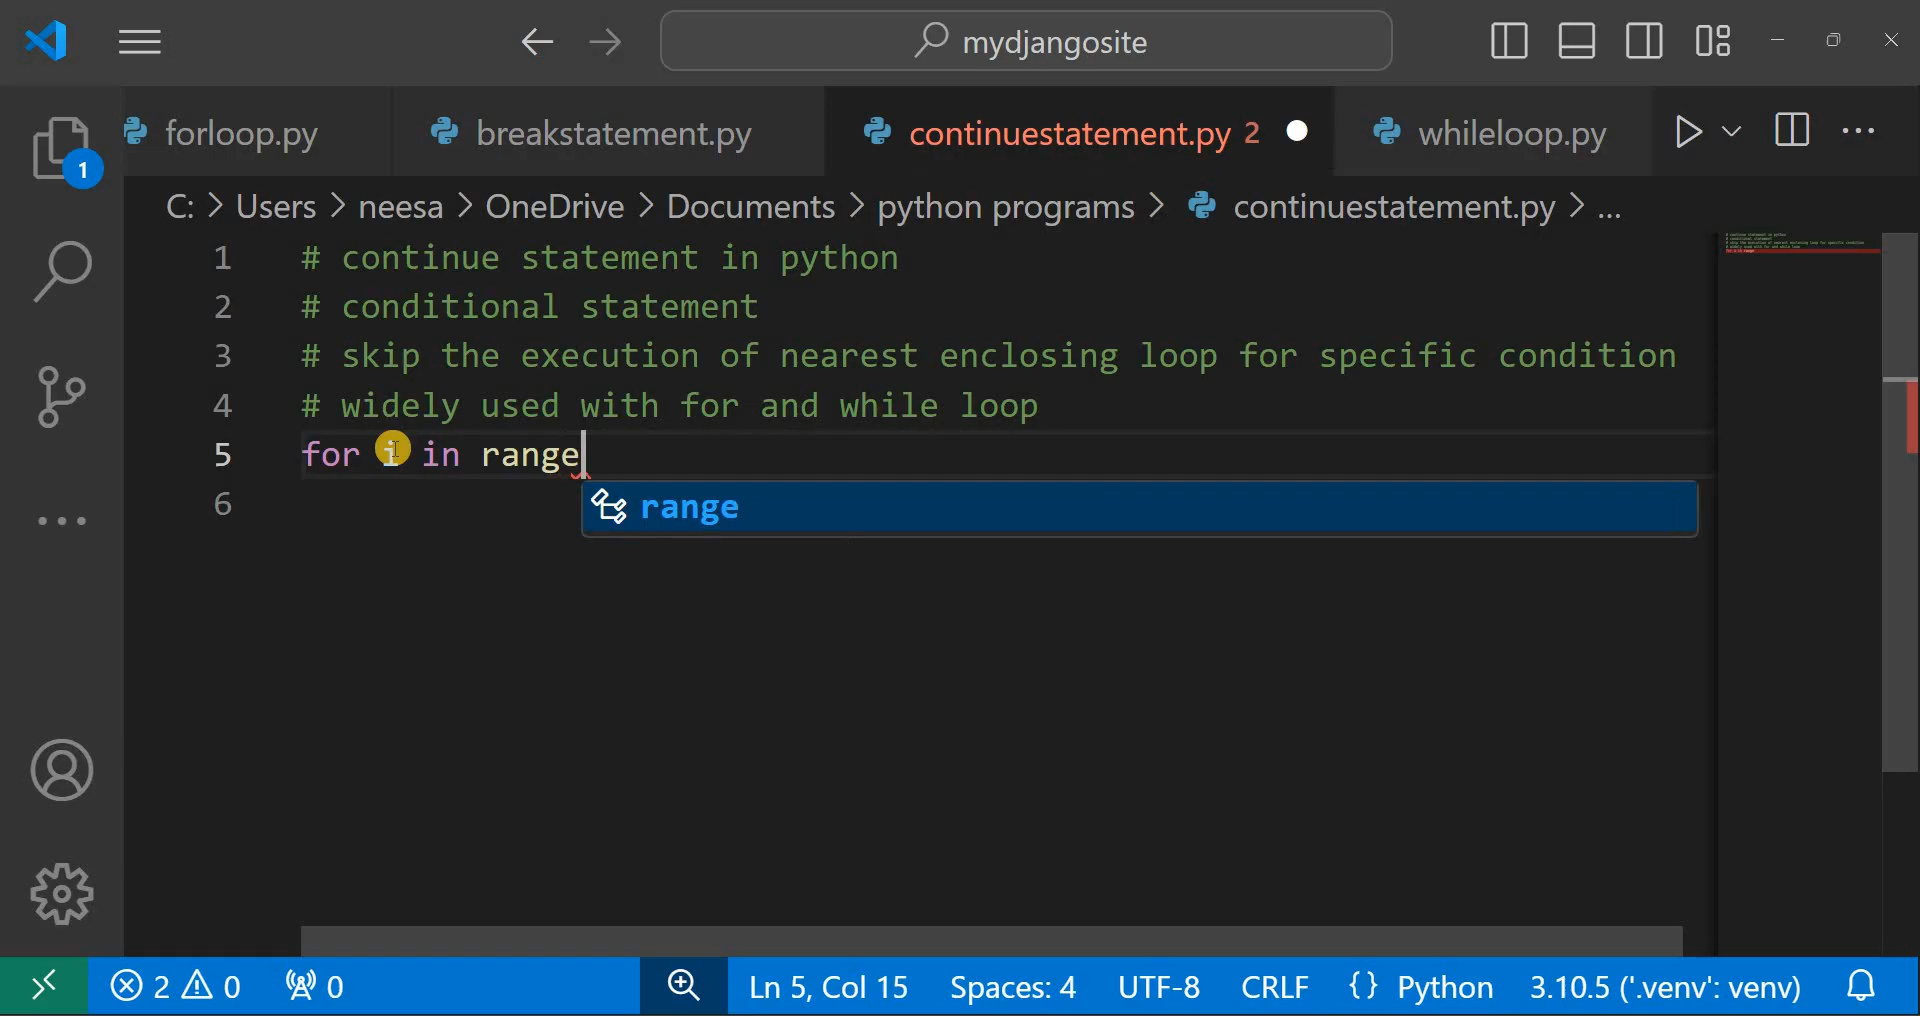 mydjangosite
forloop.py breakstatement.py continuestatement.py 2 whileloop.py
1
C: > Users > neesa > OneDrive > Documents > python programs > continuestatement.py > ...
1 # continue statement in python
2 # conditional statement
3 # skip the execution of nearest enclosing loop for specific condition
4 # widely used with for and while loop
5 for i in range
6
range
2 0 0 Ln 5, Col 15 Spaces: 4 UTF-8 CRLF {} Python 3.10.5 ('.venv': venv)